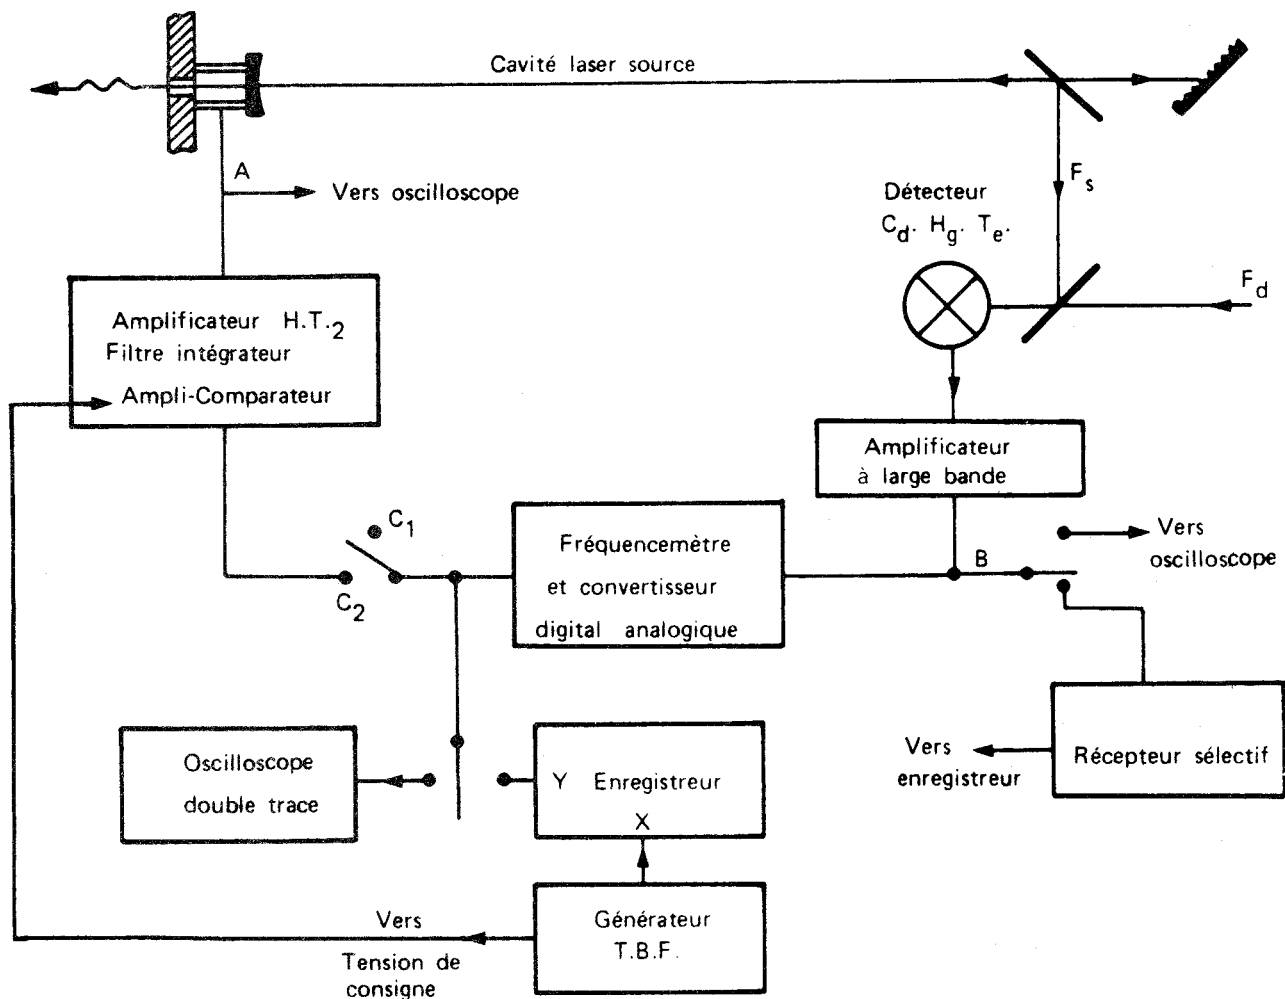 Cavité laser source
A
Vers oscilloscope
Fs
Détecteur
Cd. Hg. Te.
Fd
Amplificateur H.T.2
Filtre intégrateur
Ampli-Comparateur
Amplificateur
à large bande
C1
C2
Fréquencemètre
et convertisseur
digital analogique
B
Vers
oscilloscope
Récepteur sélectif
Vers
enregistreur
Oscilloscope
double trace
Y Enregistreur
X
Générateur
T.B.F.
Vers
Tension de
consigne